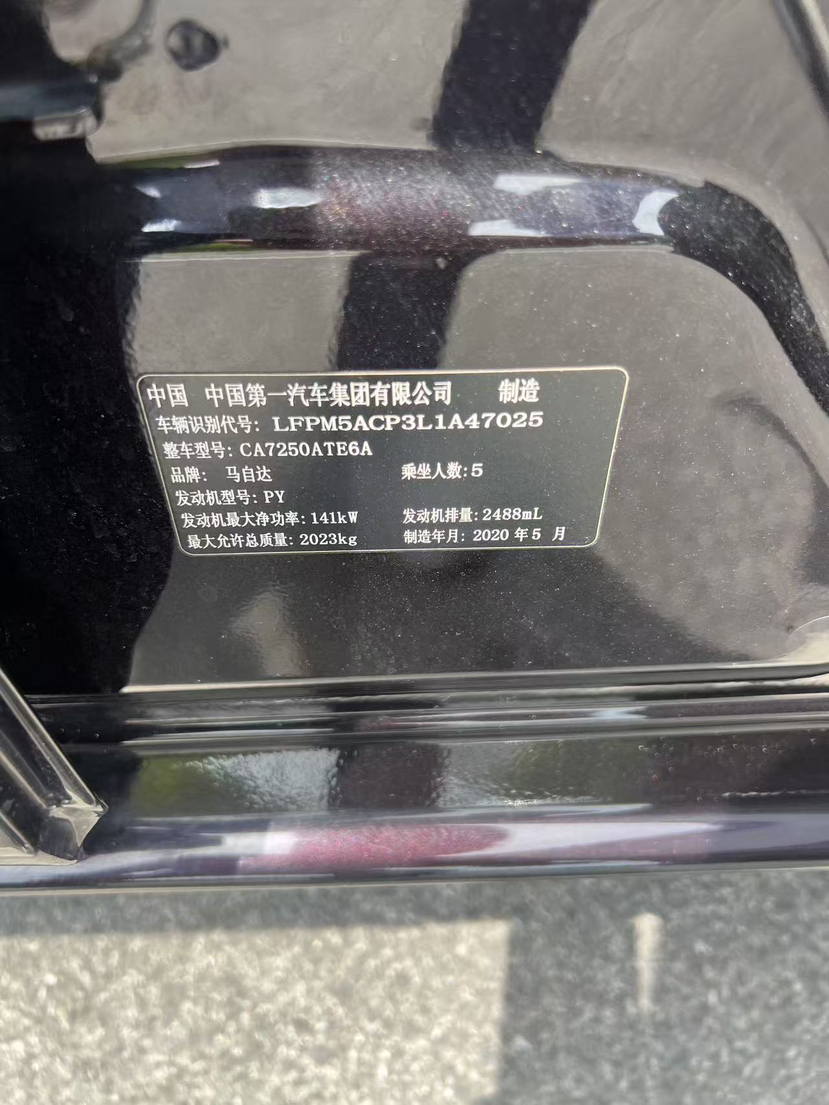 中国 中国第一汽车集团有限公司 制造
车辆识别代号: LFPM5ACP3L1A47025
整车型号: CA7250ATE6A
品牌: 马自达 乘坐人数: 5
发动机型号: PY
发动机最大净功率: 141kW 发动机排量: 2488mL
最大允许总质量: 2023kg 制造年月: 2020 年 5 月